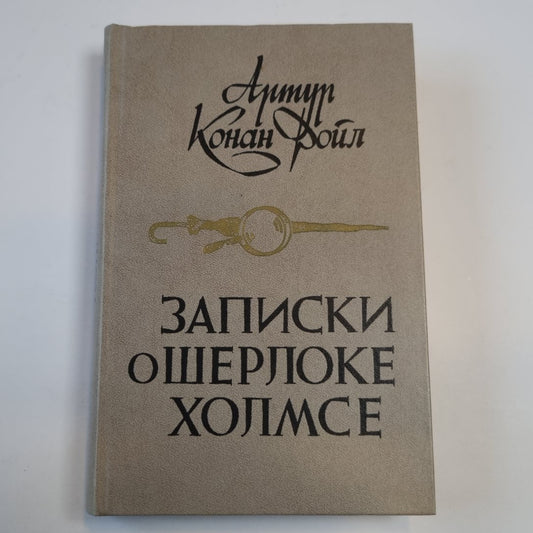 Артур
Конан Дойл
ЗАПИСКИ
О ШЕРЛОКЕ
ХОЛМСЕ